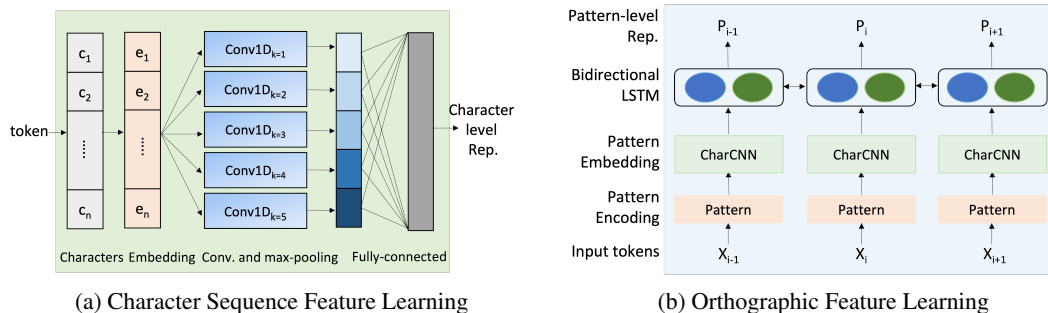 token
c1
c2
......
cn
e1
e2
......
en
Conv1Dk=1
Conv1Dk=2
Conv1Dk=3
Conv1Dk=4
Conv1Dk=5
Character
level
Rep.
Characters Embedding Conv. and max-pooling Fully-connected
(a) Character Sequence Feature Learning
Pattern-level
Rep.
Pi-1 Pi Pi+1
Bidirectional
LSTM
Pattern
Embedding
CharCNN CharCNN CharCNN
Pattern
Encoding
Pattern Pattern Pattern
Input tokens Xi-1 Xi Xi+1
(b) Orthographic Feature Learning